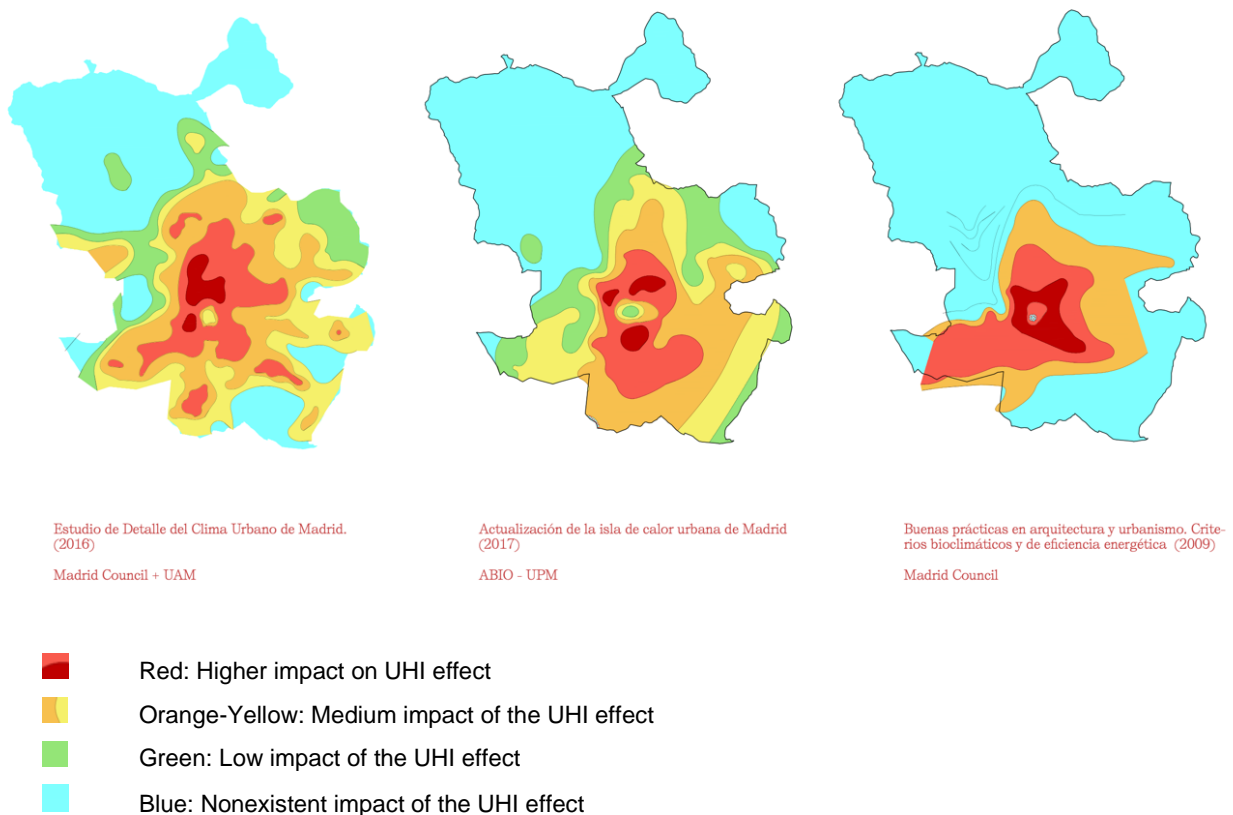 Estudio de Detalle del Clima Urbano de Madrid.
(2016)
Madrid Council + UAM
Actualización de la isla de calor urbana de Madrid
(2017)
ABIO - UPM
Buenas prácticas en arquitectura y urbanismo. Crite-
rios bioclimáticos y de eficiencia energética (2009)
Madrid Council
Red: Higher impact on UHI effect
Orange-Yellow: Medium impact of the UHI effect
Green: Low impact of the UHI effect
Blue: Nonexistent impact of the UHI effect